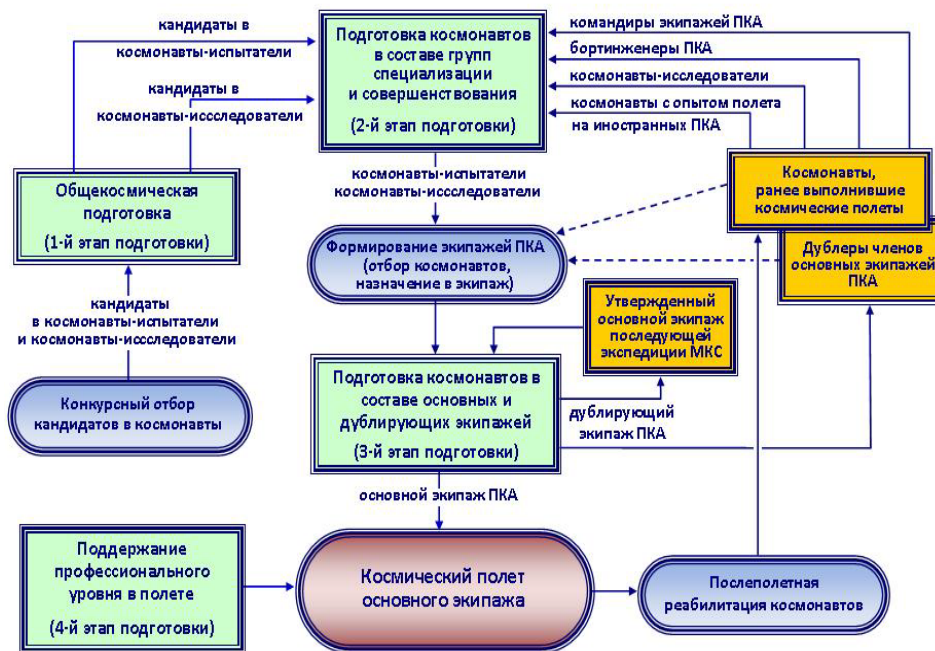 кандидаты в
космонавты-испытатели
кандидаты в
космонавты-иссследователи
Подготовка космонавтов
в составе групп
специализации
и совершенствования
(2-й этап подготовки)
командиры экипажей ПКА
бортинженеры ПКА
космонавты-исследователи
космонавты с опытом полета
на иностранных ПКА
Общекосмическая
подготовка
(1-й этап подготовки)
космонавты-испытатели
космонавты-иссследователи
Космонавты,
ранее выполнившие
космические полеты
Формирование экипажей ПКА
(отбор космонавтов,
назначение в экипаж)
Дублеры членов
основных экипажей
ПКА
кандидаты
в космонавты-испытатели
и космонавты-иссследователи
Утвержденный
основной экипаж
последующей
экспедиции МКС
Конкурсный отбор
кандидатов в космонавты
Подготовка космонавтов в
составе основных и
дублирующих экипажей
(3-й этап подготовки)
дублирующий
экипаж ПКА
основной экипаж ПКА
Поддержание
профессионального
уровня в полете
(4-й этап подготовки)
Космический полет
основного экипажа
Послеполетная
реабилитация космонавтов